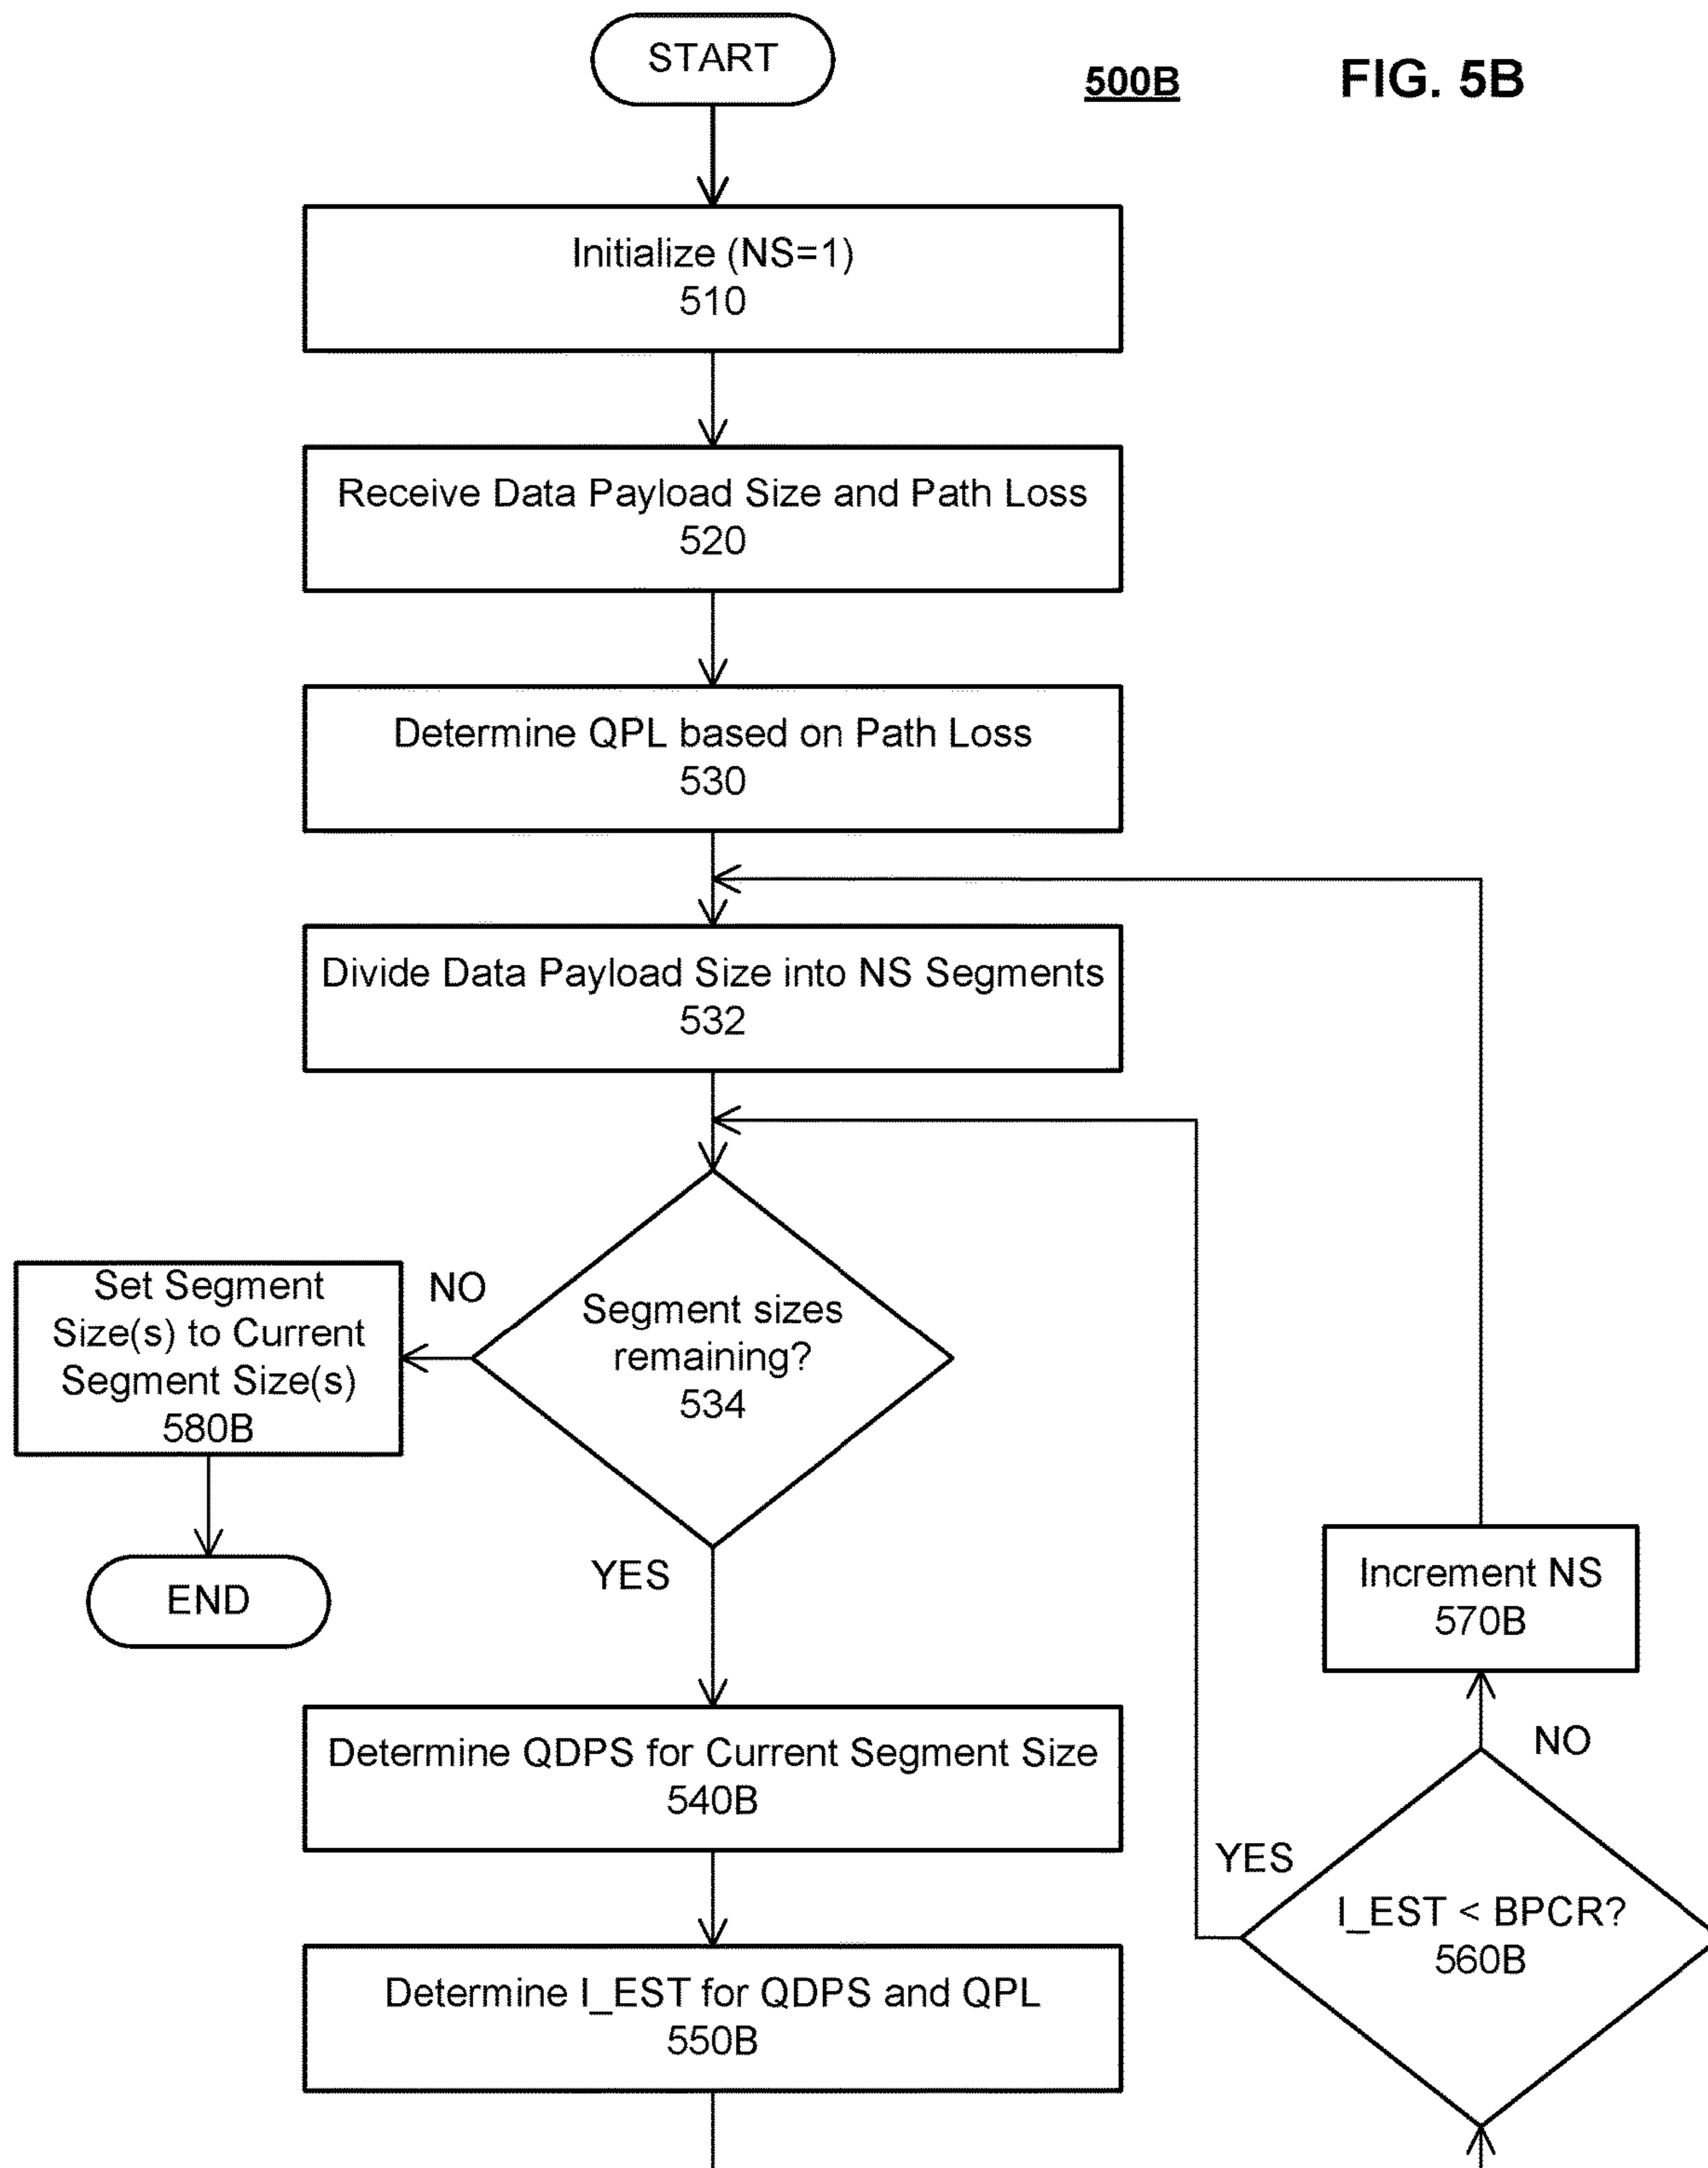 START
500B
FIG. 5B
Initialize (NS=1)
510
Receive Data Payload Size and Path Loss
520
Determine QPL based on Path Loss
530
Divide Data Payload Size into NS Segments
532
Segment sizes
remaining?
534
NO
Set Segment
Size(s) to Current
Segment Size(s)
580B
END
YES
Determine QDPS for Current Segment Size
540B
Determine I_EST for QDPS and QPL
550B
I_EST < BPCR?
560B
YES
NO
Increment NS
570B